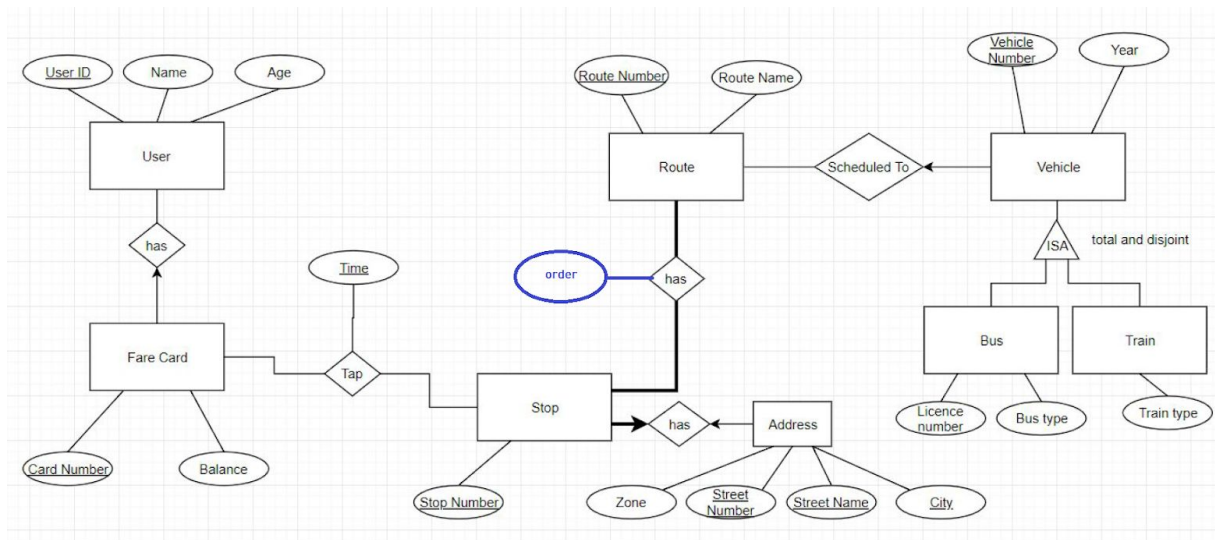 User ID
Name
Age
Route Number
Route Name
Vehicle
Number
Year
User
Route
Scheduled To
Vehicle
has
ISA
total and disjoint
Time
order
has
Fare Card
Tap
Bus
Train
Stop
has
Address
Licence
number
Bus type
Train type
Card Number
Balance
Stop Number
Zone
Street
Number
Street Name
City